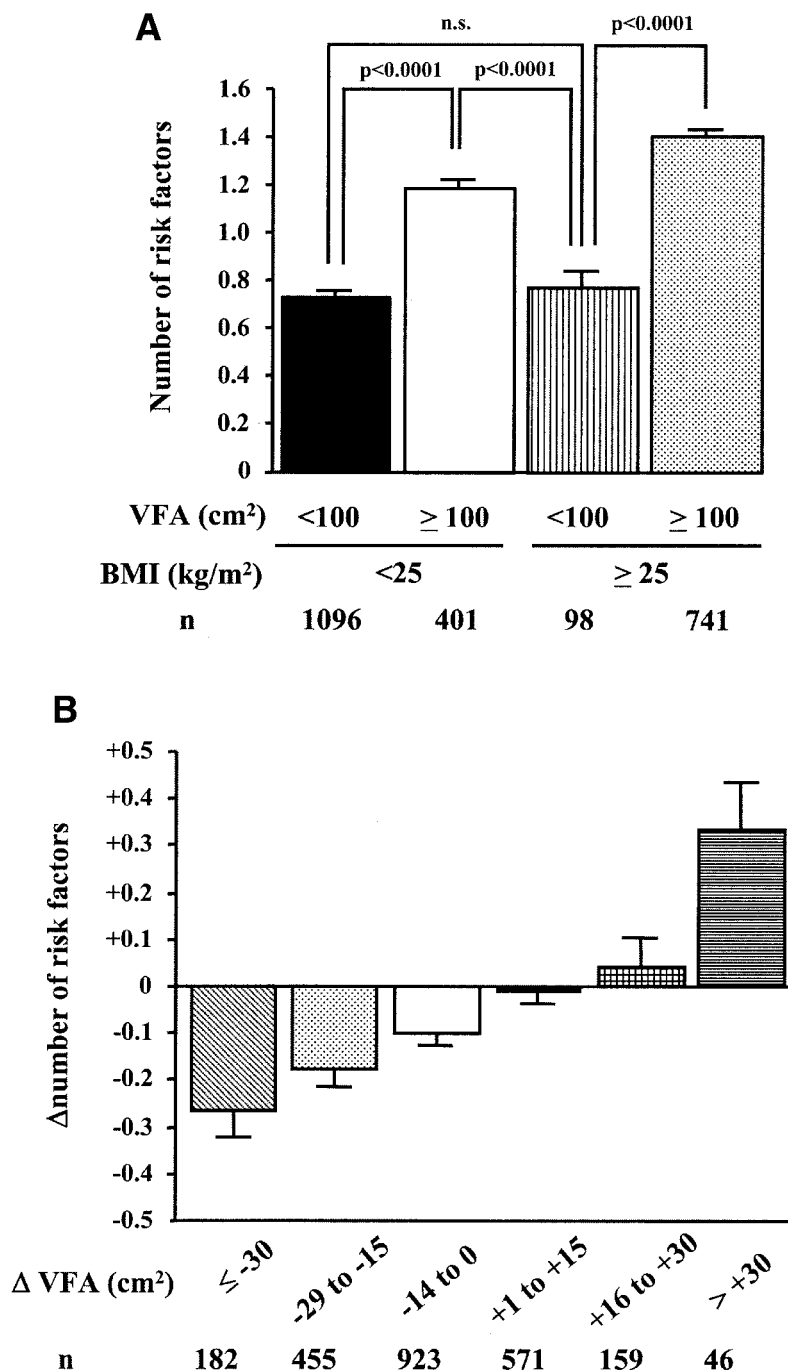 A
n.s.
p<0.0001
p<0.0001 p<0.0001
Number of risk factors
1.6
1.4
1.2
1.0
0.8
0.6
0.4
0.2
0
VFA (cm²) <100 ≥ 100 <100 ≥ 100
BMI (kg/m²) <25 ≥ 25
n 1096 401 98 741
B
Δnumber of risk factors
+0.5
+0.4
+0.3
+0.2
+0.1
0
-0.1
-0.2
-0.3
-0.4
-0.5
Δ VFA (cm²) ≤ -30 -29 to -15 -14 to 0 +1 to +15 +16 to +30 > +30
n 182 455 923 571 159 46